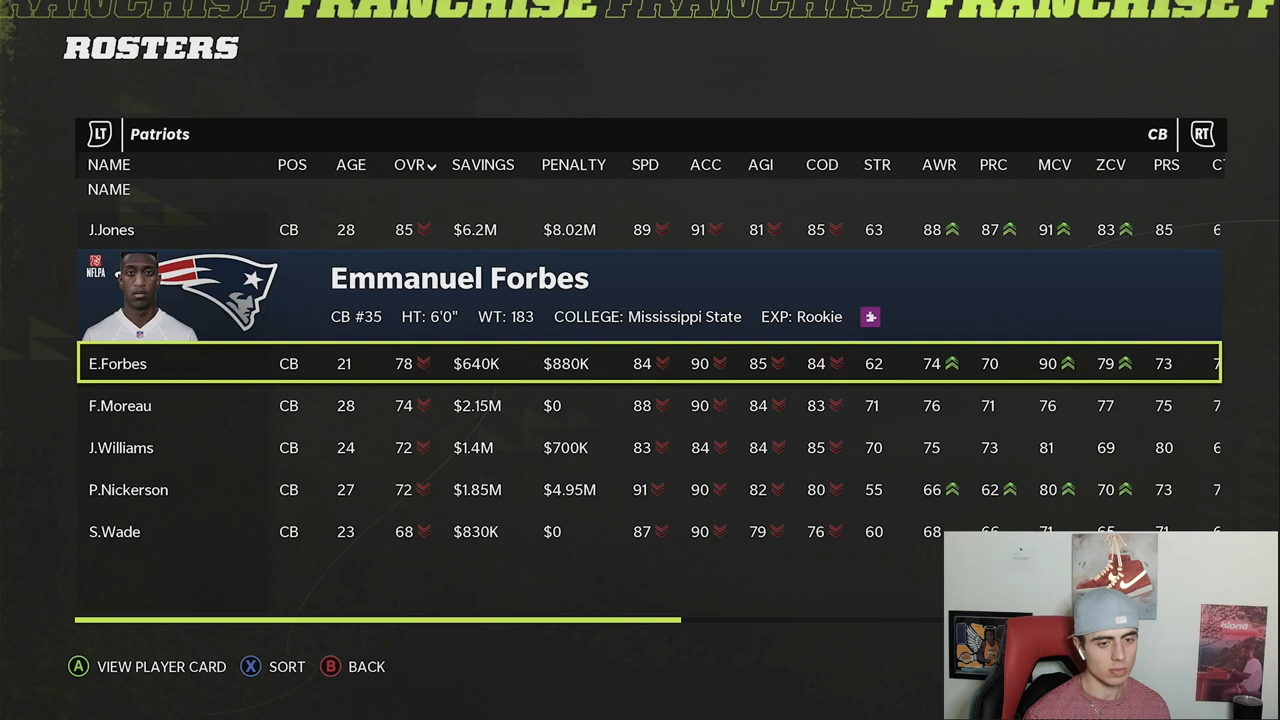 FRANCHISE FRANCHISE FRANCHISE FRANCHISE F
ROSTERS
LT Patriots CB RT
NAME POS AGE OVR SAVINGS PENALTY SPD ACC AGI COD STR AWR PRC MCV ZCV PRS
NAME
J.Jones CB 28 85 $6.2M $8.02M 89 91 81 85 63 88 87 91 83 85 6
NFLPA
Emmanuel Forbes
CB #35 HT: 6'0" WT: 183 COLLEGE: Mississippi State EXP: Rookie
E.Forbes CB 21 78 $640K $880K 84 90 85 84 62 74 70 90 79 73 7
F.Moreau CB 28 74 $2.15M $0 88 90 84 83 71 76 71 76 77 75 7
J.Williams CB 24 72 $1.4M $700K 83 84 84 85 70 75 73 81 69 80 6
P.Nickerson CB 27 72 $1.85M $4.95M 91 90 82 80 55 66 62 80 70 73 7
S.Wade CB 23 68 $830K $0 87 90 79 76 60 68 66 71 65 71 6
blond
A VIEW PLAYER CARD X SORT B BACK